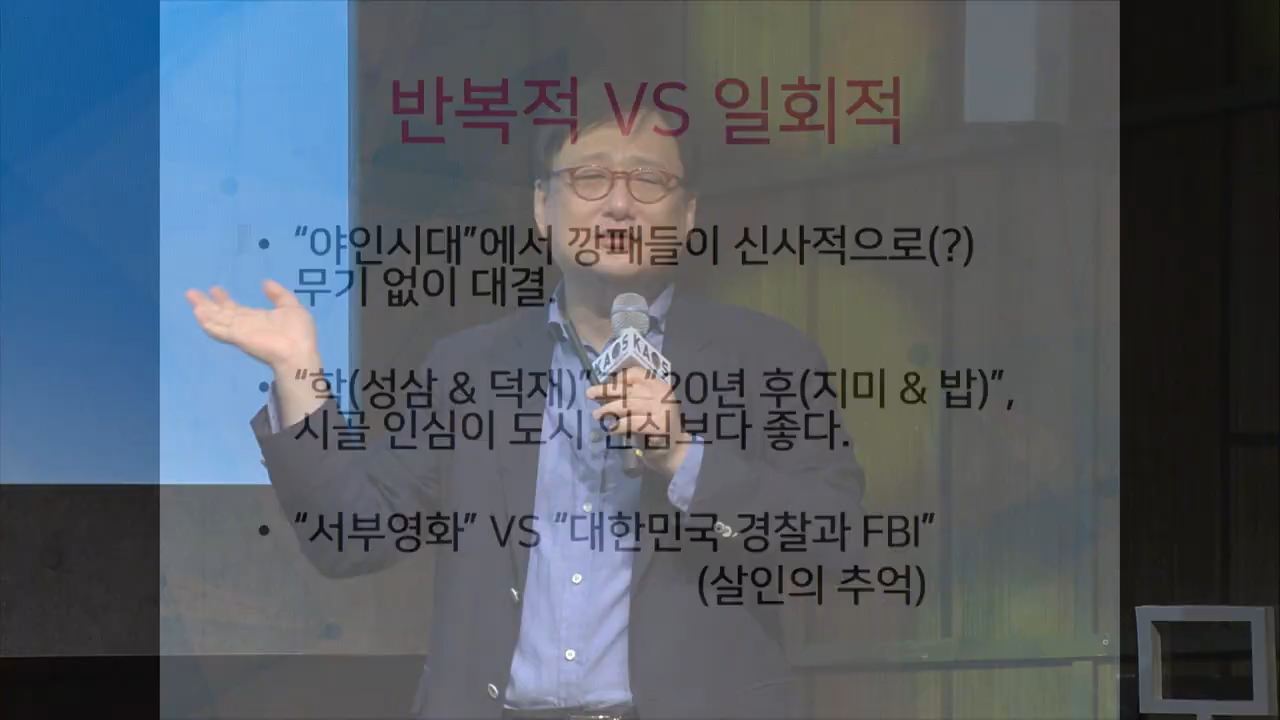 반복적 VS 일회적
• “야인시대”에서 깡패들이 신사적으로(?)
무기 없이 대결.
• “학(성삼 & 덕재)”과 “20년 후(지미 & 밥)”,
시골 인심이 도시 인심보다 좋다.
• “서부영화” VS “대한민국 경찰과 FBI”
(살인의 추억)
KAOS KAOS